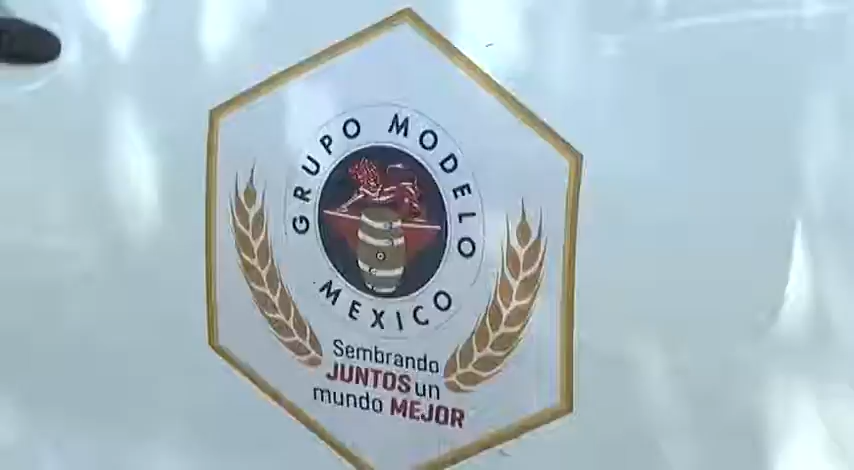 GRUPO MODELO
MEXICO
Sembrando
JUNTOS un
mundo MEJOR